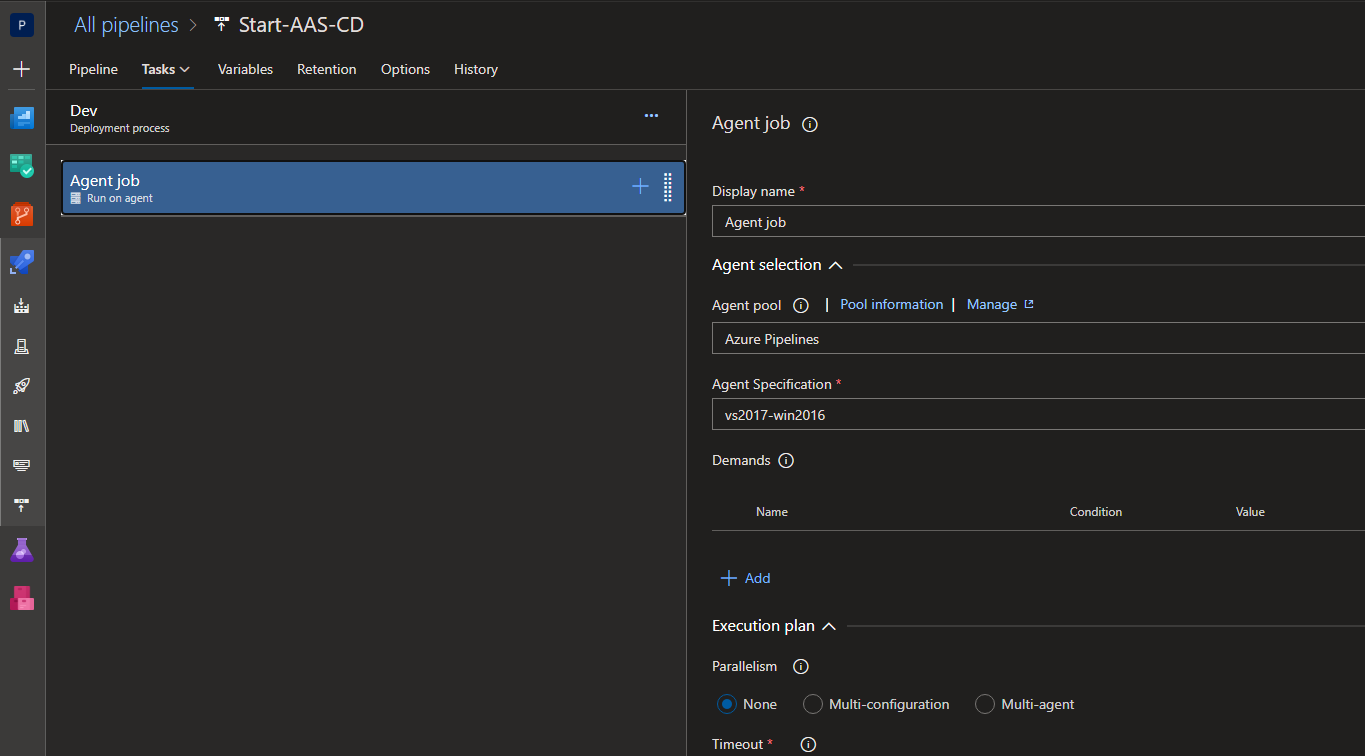 P
All pipelines > Start-AAS-CD
Pipeline Tasks Variables Retention Options History
Dev
Deployment process
Agent job
Run on agent
Agent job
Display name *
Agent job
Agent selection
Agent pool | Pool information | Manage
Azure Pipelines
Agent Specification *
vs2017-win2016
Demands
Name Condition Value
+ Add
Execution plan
Parallelism
None Multi-configuration Multi-agent
Timeout *